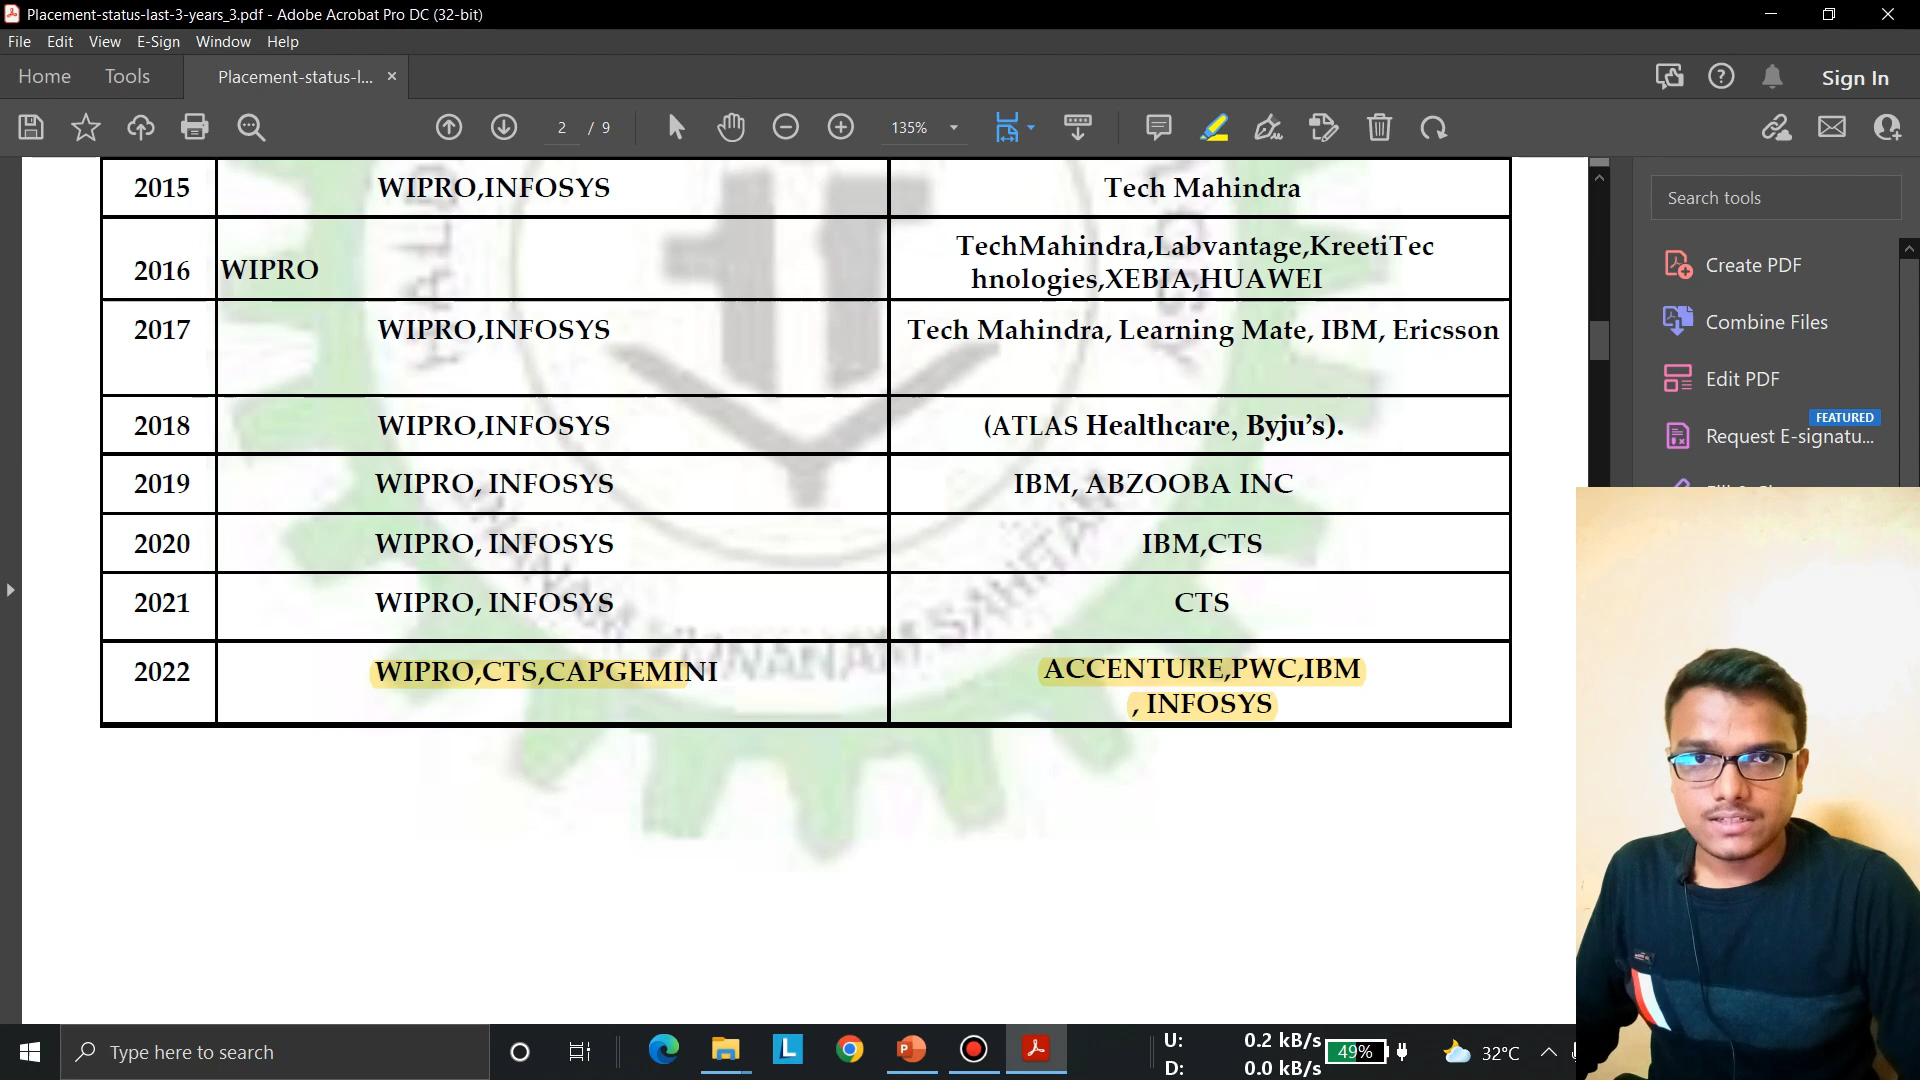 Placement-status-last-3-years_3.pdf - Adobe Acrobat Pro DC (32-bit)
File Edit View E-Sign Window Help
Home Tools Placement-status-l... × Sign In
2 / 9 135%
Search tools
Create PDF
Combine Files
Edit PDF
FEATURED
Request E-signatu...
2015 WIPRO,INFOSYS Tech Mahindra
2016 WIPRO TechMahindra,Labvantage,KreetiTec
hnologies,XEBIA,HUAWEI
2017 WIPRO,INFOSYS Tech Mahindra, Learning Mate, IBM, Ericsson
2018 WIPRO,INFOSYS (ATLAS Healthcare, Byju’s).
2019 WIPRO, INFOSYS IBM, ABZOOBA INC
2020 WIPRO, INFOSYS IBM,CTS
2021 WIPRO, INFOSYS CTS
2022 WIPRO,CTS,CAPGEMINI ACCENTURE,PWC,IBM
, INFOSYS
Type here to search
U: 0.2 kB/s
D: 0.0 kB/s
49%
32°C